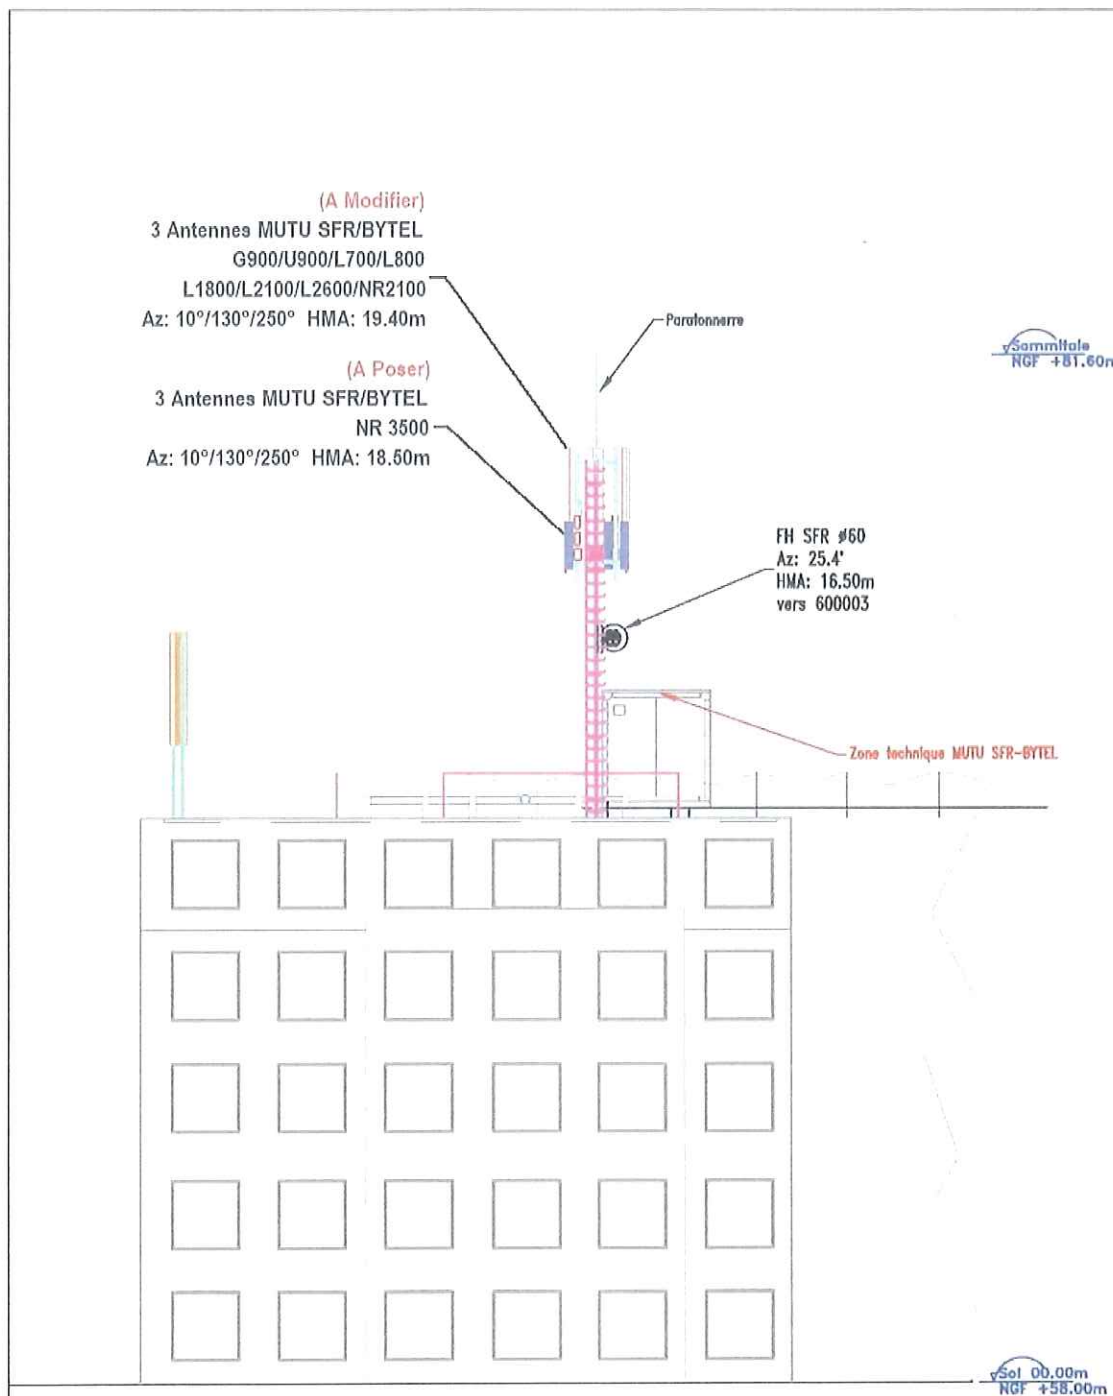 (A Modifier)
3 Antennes MUTU SFR/BYTEL
G900/U900/L700/L800
L1800/L2100/L2600/NR2100
Az: 10°/130°/250° HMA: 19.40m
(A Poser)
3 Antennes MUTU SFR/BYTEL
NR 3500
Az: 10°/130°/250° HMA: 18.50m
Paratonnerre
Sommitale
NGF +81.60m
FH SFR ø60
Az: 25.4°
HMA: 16.50m
vers 600003
Zone technique MUTU SFR-BYTEL
Sol 00.00m
NGF +58.00m